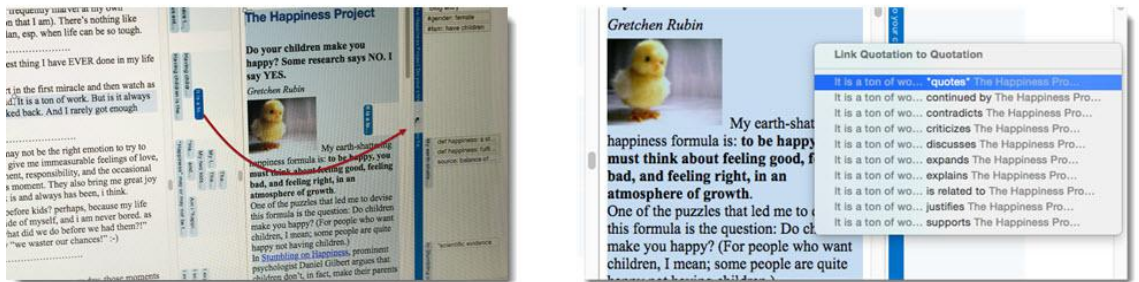 frequently marvel at my own
on that I am). There's nothing like
lan, esp. when life can be so tough.
est thing I have EVER done in my life
rt in the first miracle and then watch as
d. It is a ton of work. But is it always
ked back. And I rarely got enough
may not be the right emotion to try to
give me immeasurable feelings of love,
ment, responsibility, and the occasional
s moment. They also bring me great joy
t is and always has been, i think.
before kids? perhaps, because my life
de of myself, and i am never bored. as
hat did we do before we had them?!"
"we waster our chances!" :-)
day, those moments
The Happiness Project
Do your children make you
happy? Some research says NO. I
say YES.
Gretchen Rubin
My earth-shattering
happiness formula is: to be happy, you
must think about feeling good, feeling
bad, and feeling right, in an
atmosphere of growth.
One of the puzzles that led me to devise
this formula is the question: Do children
make you happy? (For people who want
children, I mean; some people are quite
happy not having children.)
In Stumbling on Happiness, prominent
psychologist Daniel Gilbert argues that
children don't, in fact, make their parents
#gender: female
#fam: have children
def happiness: a st...
def happiness: fulfi...
source: balance of...
*scientific evidence
Gretchen Rubin
My earth-shatt
happiness formula is: to be happy
must think about feeling good, f
bad, and feeling right, in an
atmosphere of growth.
One of the puzzles that led me to d
this formula is the question: Do ch
make you happy? (For people who want
children, I mean; some people are quite
happy not having children.)
Link Quotation to Quotation
It is a ton of wo... *quotes* The Happiness Pro...
It is a ton of wo... continued by The Happiness Pro...
It is a ton of wo... contradicts The Happiness Pro...
It is a ton of wo... criticizes The Happiness Pro...
It is a ton of wo... discusses The Happiness Pro...
It is a ton of wo... expands The Happiness Pro...
It is a ton of wo... explains The Happiness Pro...
It is a ton of wo... is related to The Happiness Pro...
It is a ton of wo... justifies The Happiness Pro...
It is a ton of wo... supports The Happiness Pro...